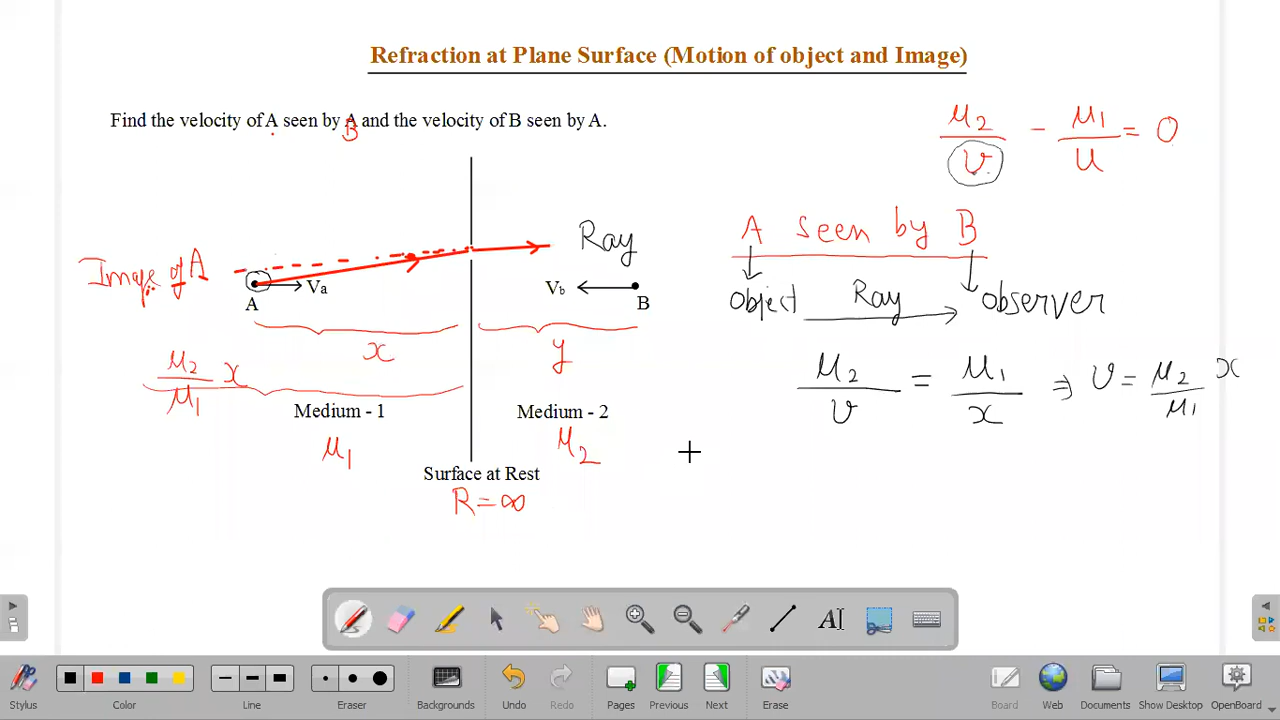 Refraction at Plane Surface (Motion of object and Image)
Find the velocity of A seen by A and the velocity of B seen by A.
B
μ2/v - μ1/u = 0
A seen by B
Object Ray observer
μ2/v = μ1/x ⇒ v = μ2/μ1 x
Ray
Image of A
Va
Vb
A
B
x
y
μ2/μ1 x
Medium - 1
Medium - 2
μ1
μ2
Surface at Rest
R = ∞
AI
Stylus
Color
Line
Eraser
Backgrounds
Undo
Redo
Pages
Previous
Next
Erase
Board
Web
Documents
Show Desktop
OpenBoard